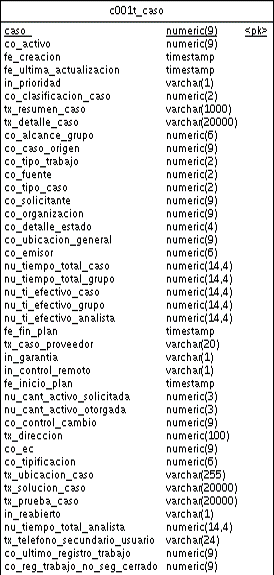 c001t_caso
caso numeric(9) <pk>
co_activo numeric(9)
fe_creacion timestamp
fe_ultima_actualizacion timestamp
in_prioridad varchar(1)
co_clasificacion_caso numeric(2)
tx_resumen_caso varchar(1000)
tx_detalle_caso varchar(20000)
co_alcance_grupo numeric(6)
co_caso_origen numeric(9)
co_tipo_trabajo numeric(2)
co_fuente numeric(2)
co_tipo_caso numeric(2)
co_solicitante numeric(9)
co_organizacion numeric(9)
co_detalle_estado numeric(4)
co_ubicacion_general numeric(9)
co_emisor numeric(6)
nu_tiempo_total_caso numeric(14,4)
nu_tiempo_total_grupo numeric(14,4)
nu_ti_efectivo_caso numeric(14,4)
nu_ti_efectivo_grupo numeric(14,4)
nu_ti_efectivo_analista numeric(14,4)
fe_fin_plan timestamp
tx_caso_proveedor varchar(20)
in_garantia varchar(1)
in_control_remoto varchar(1)
fe_inicio_plan timestamp
nu_cant_activo_solicitada numeric(3)
nu_cant_activo_otorgada numeric(3)
co_control_cambio numeric(9)
tx_direccion numeric(100)
co_ec numeric(9)
co_tipificacion numeric(6)
tx_ubicacion_caso varchar(255)
tx_solucion_caso varchar(20000)
tx_prueba_caso varchar(20000)
in_reabierto varchar(1)
nu_tiempo_total_analista numeric(14,4)
tx_telefono_secundario_usuario varchar(24)
co_ultimo_registro_trabajo numeric(9)
co_reg_trabajo_no_seg_cerrado numeric(9)